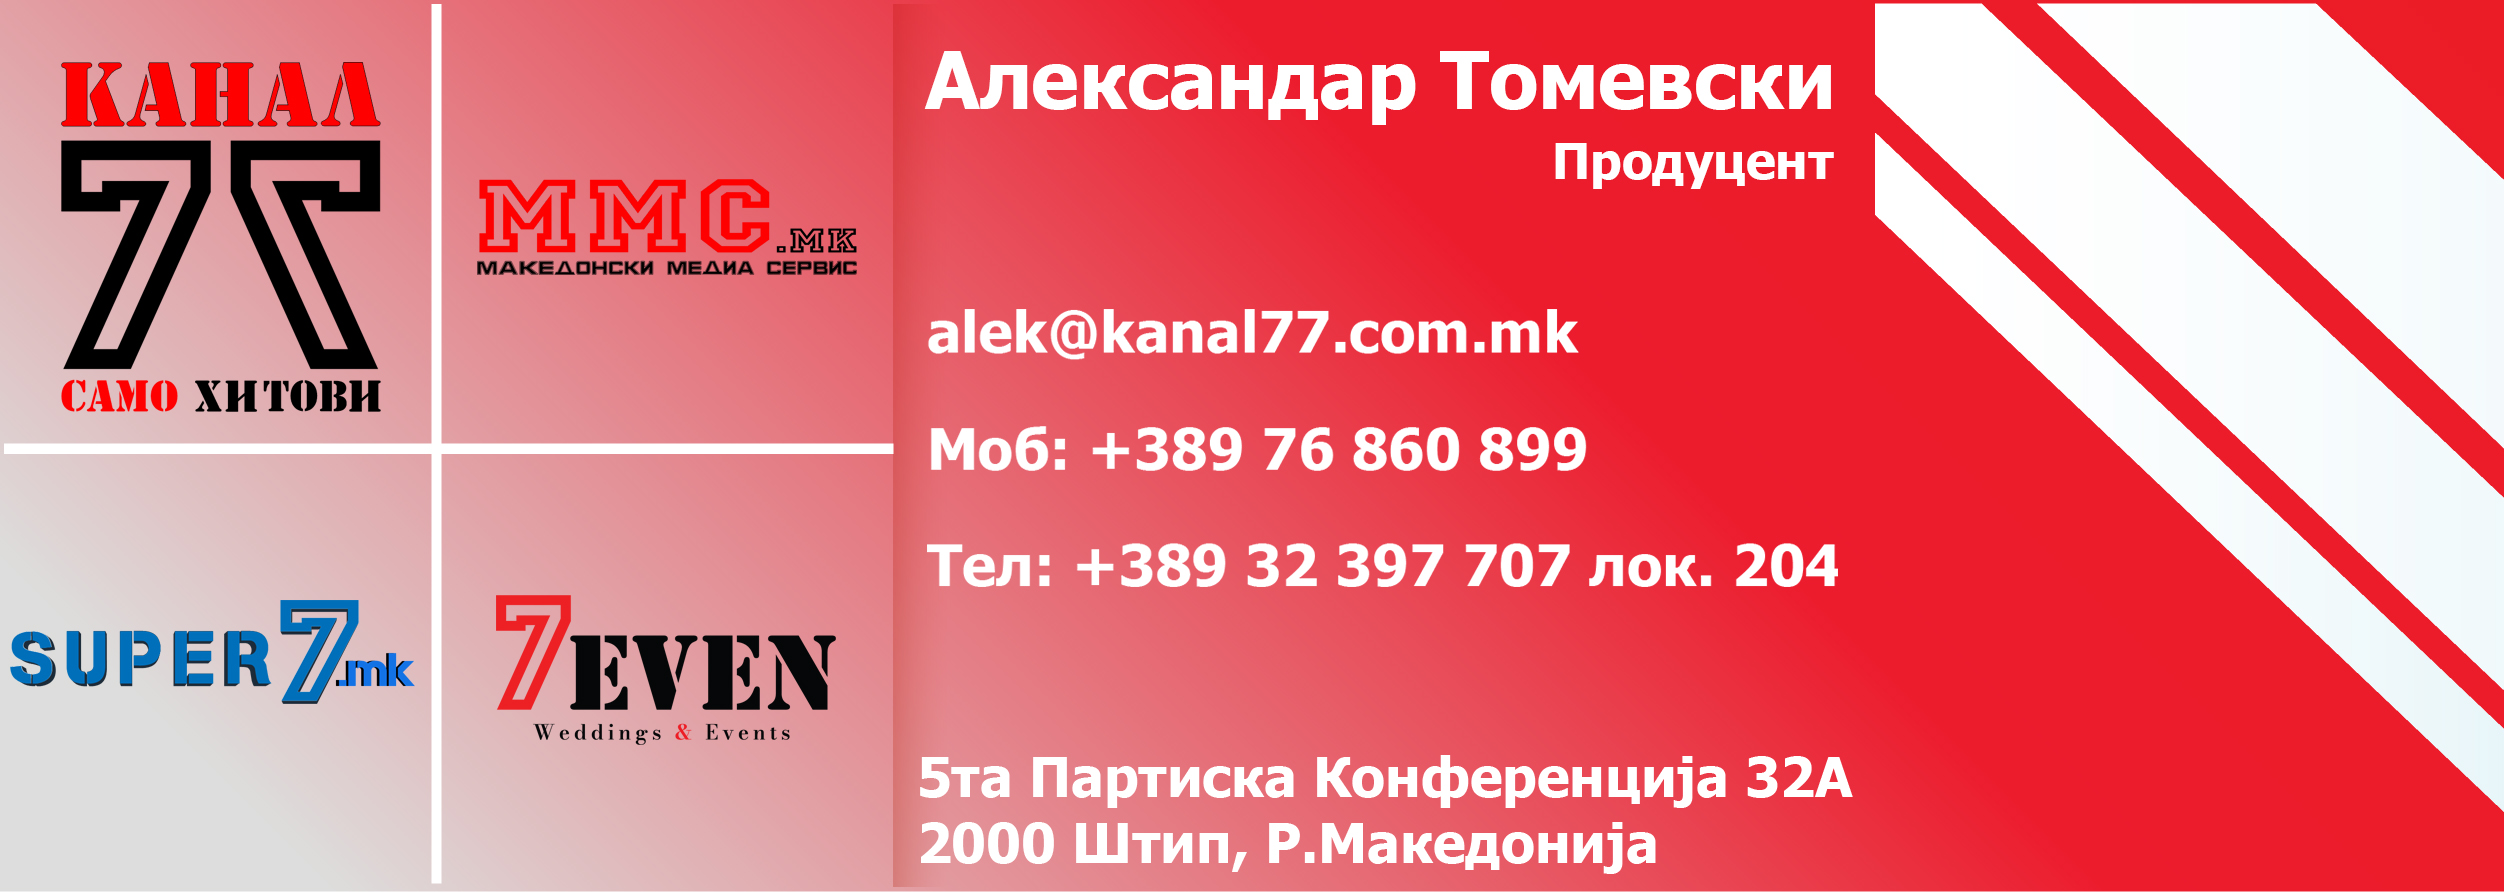 КАНАЛ
77
САМО ХИТОВИ
ММС.МК
МАКЕДОНСКИ МЕДИА СЕРВИС
SUPER7.mk
7EVEN
Weddings & Events
Александар Томевски
Продуцент
alek@kanal77.com.mk
Моб: +389 76 860 899
Тел: +389 32 397 707 лок. 204
5та Партиска Конференција 32А
2000 Штип, Р.Македонија